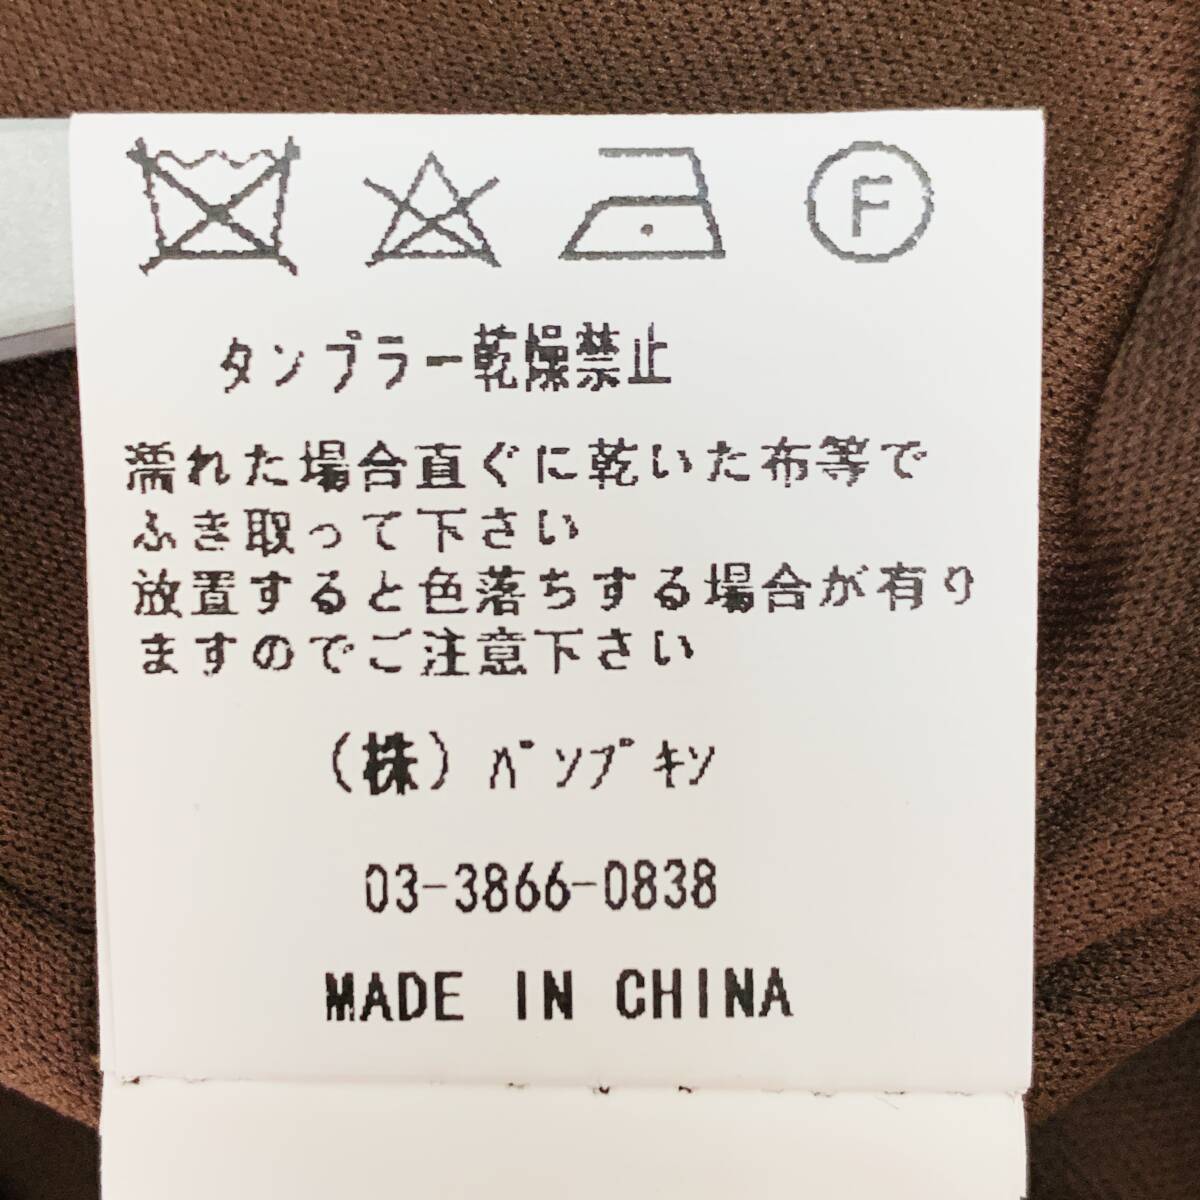 F
タンブラー乾燥禁止
濡れた場合直ぐに乾いた布等で
ふき取って下さい
放置すると色落ちする場合が有り
ますのでご注意下さい
(株)パンプキン
03-3866-0838
MADE IN CHINA